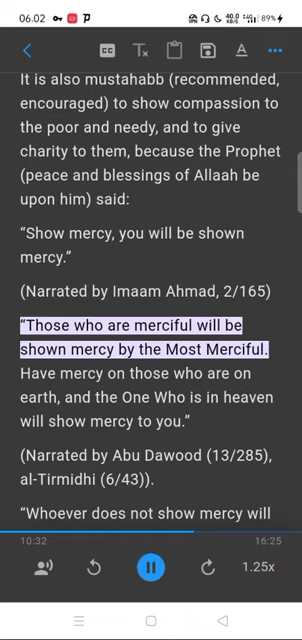 06.02
40.0 KB/S
89%
CC
It is also mustahabb (recommended,
encouraged) to show compassion to
the poor and needy, and to give
charity to them, because the Prophet
(peace and blessings of Allaah be
upon him) said:
“Show mercy, you will be shown
mercy.”
(Narrated by Imaam Ahmad, 2/165)
“Those who are merciful will be
shown mercy by the Most Merciful.
Have mercy on those who are on
earth, and the One Who is in heaven
will show mercy to you.”
(Narrated by Abu Dawood (13/285),
al-Tirmidhi (6/43)).
“Whoever does not show mercy will
10:32
16:25
1.25x